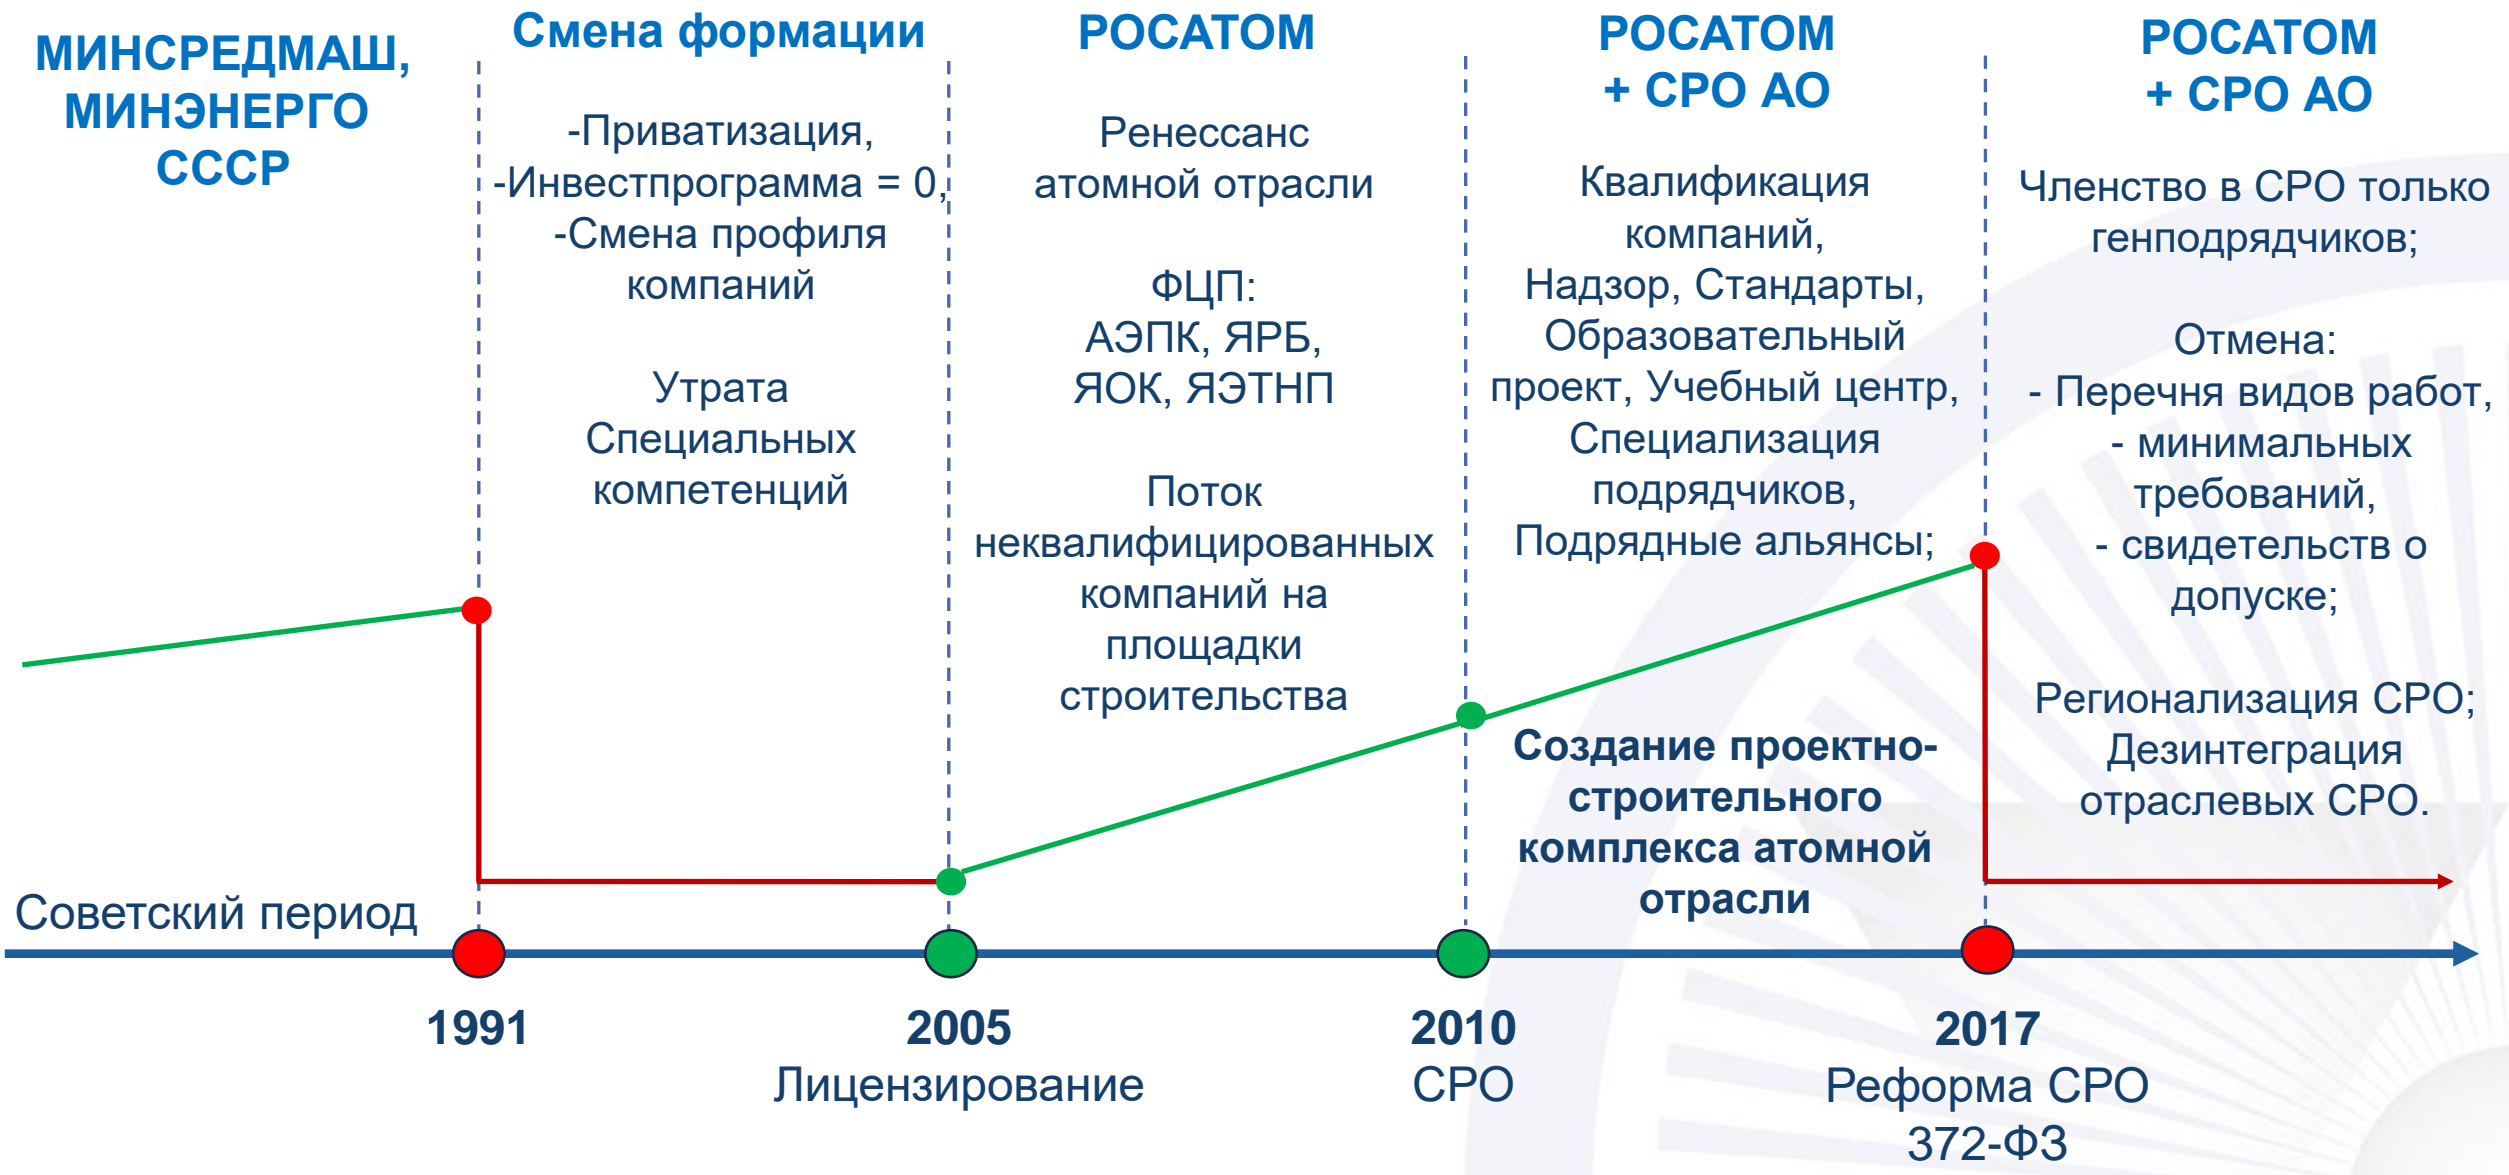 МИНСРЕДМАШ,
МИНЭНЕРГО
СССР
Советский период
Смена формации
-Приватизация,
-Инвестпрограмма = 0,
-Смена профиля
компаний
Утрата
Специальных
компетенций
РОСАТОМ
Ренессанс
атомной отрасли
ФЦП:
АЭПК, ЯРБ,
ЯОК, ЯЭТНП
Поток
неквалифицированных
компаний на
площадки
строительства
РОСАТОМ
+ СРО АО
Квалификация
компаний,
Надзор, Стандарты,
Образовательный
проект, Учебный центр,
Специализация
подрядчиков,
Подрядные альянсы;
Создание проектно-
строительного
комплекса атомной
отрасли
РОСАТОМ
+ СРО АО
Членство в СРО только
генподрядчиков;
Отмена:
- Перечня видов работ,
- минимальных
требований,
- свидетельств о
допуске;
Регионализация СРО;
Дезинтеграция
отраслевых СРО.
1991
2005
Лицензирование
2010
СРО
2017
Реформа СРО
372-ФЗ